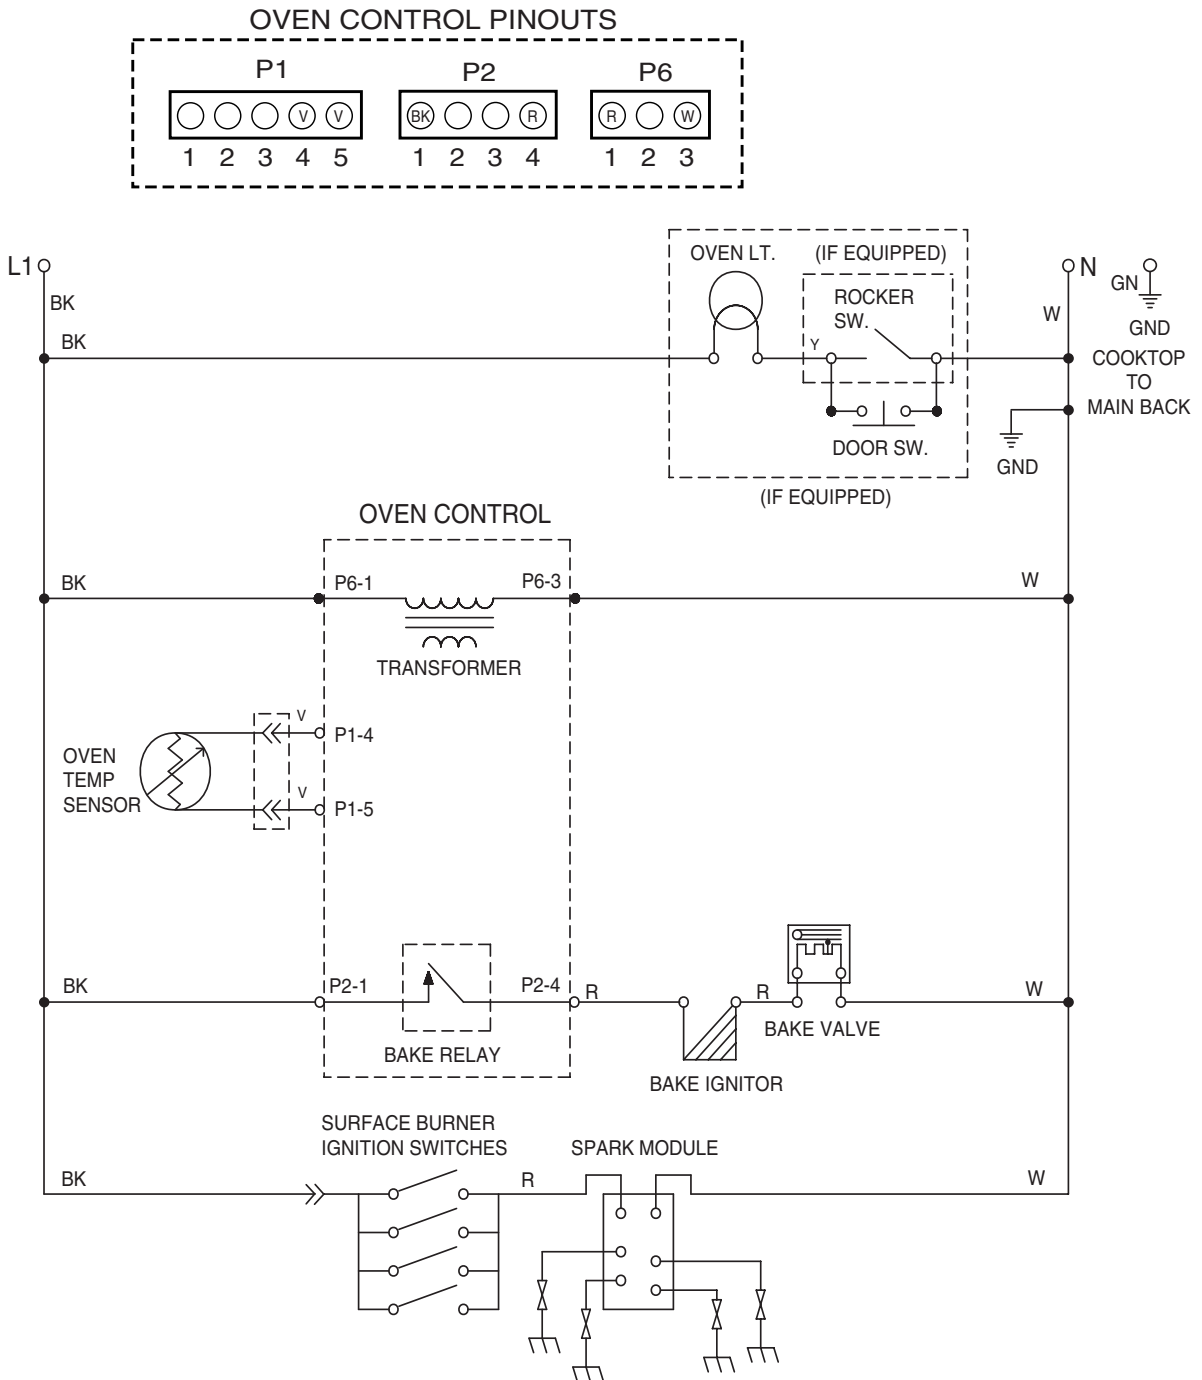 OVEN CONTROL PINOUTS
P1 P2 P6
V V BK R R W
1 2 3 4 5 1 2 3 4 1 2 3
L1
BK
BK
OVEN LT. (IF EQUIPPED)
ROCKER
SW.
Y
DOOR SW.
(IF EQUIPPED)
N
W
GN
GND
COOKTOP
TO
MAIN BACK
GND
OVEN CONTROL
BK P6-1 P6-3 W
TRANSFORMER
OVEN
TEMP
SENSOR
V P1-4
V P1-5
BK P2-1 P2-4 R R W
BAKE RELAY
BAKE IGNITOR
BAKE VALVE
SURFACE BURNER
IGNITION SWITCHES
SPARK MODULE
BK R W